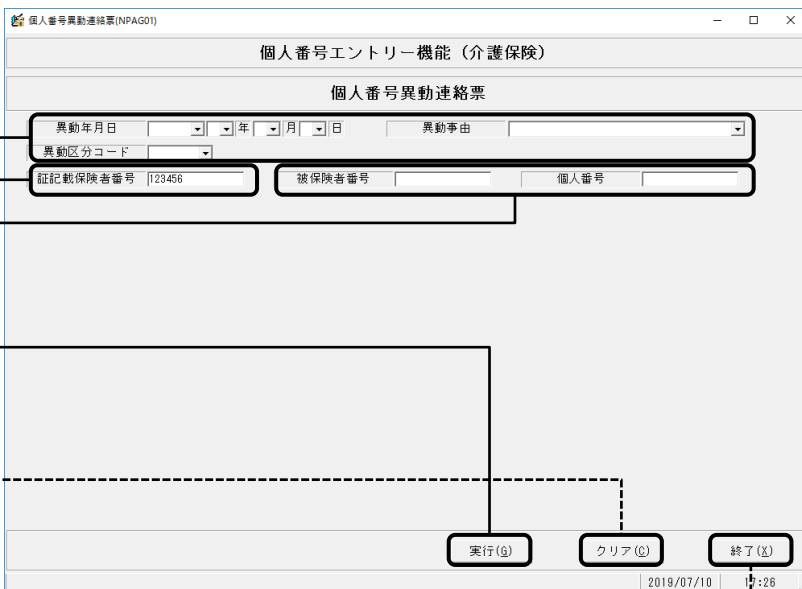 個人番号異動連絡票(NPAG01)
個人番号エントリー機能（介護保険）
個人番号異動連絡票
異動年月日 年 月 日 異動事由
異動区分コード
証記載保険者番号 123456 被保険者番号 個人番号
実行(G) クリア(C) 終了(X)
2019/07/10 17:26